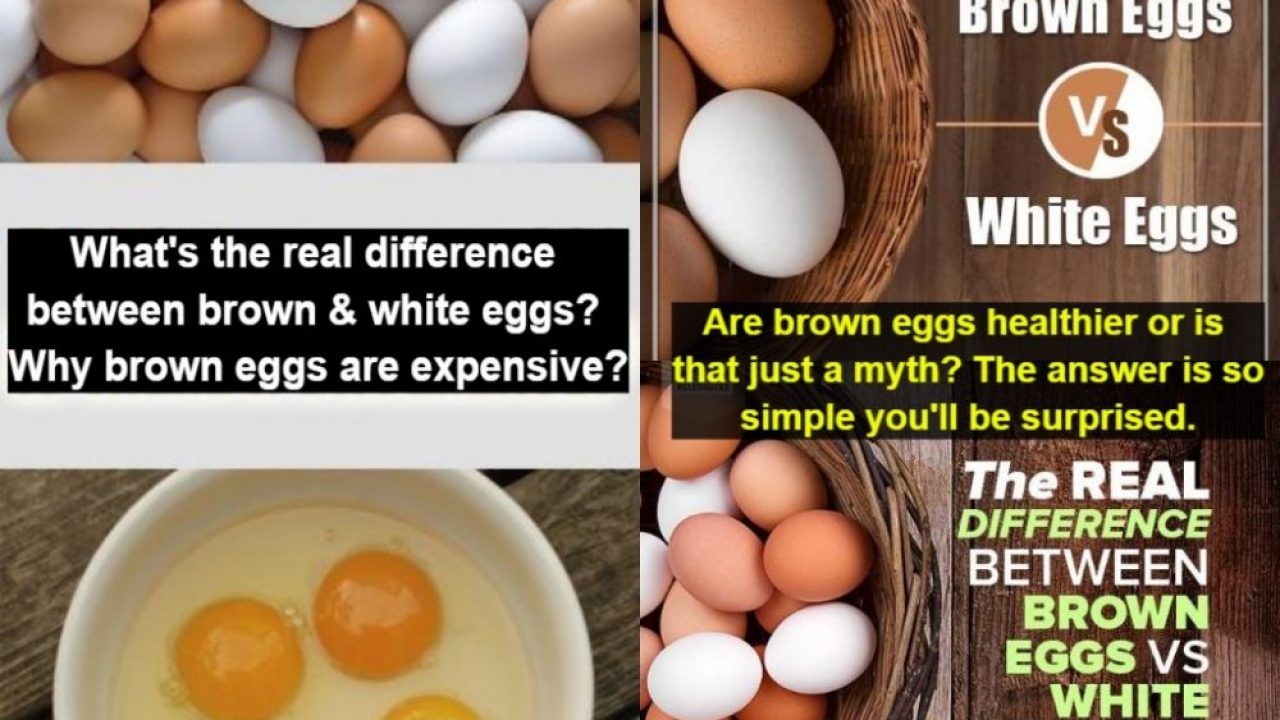 What's the real difference
between brown & white eggs?
Why brown eggs are expensive?
Brown Eggs
Vs
White Eggs
Are brown eggs healthier or is
that just a myth? The answer is so
simple you'll be surprised.
The REAL
DIFFERENCE
BETWEEN
BROWN
EGGS VS
WHITE